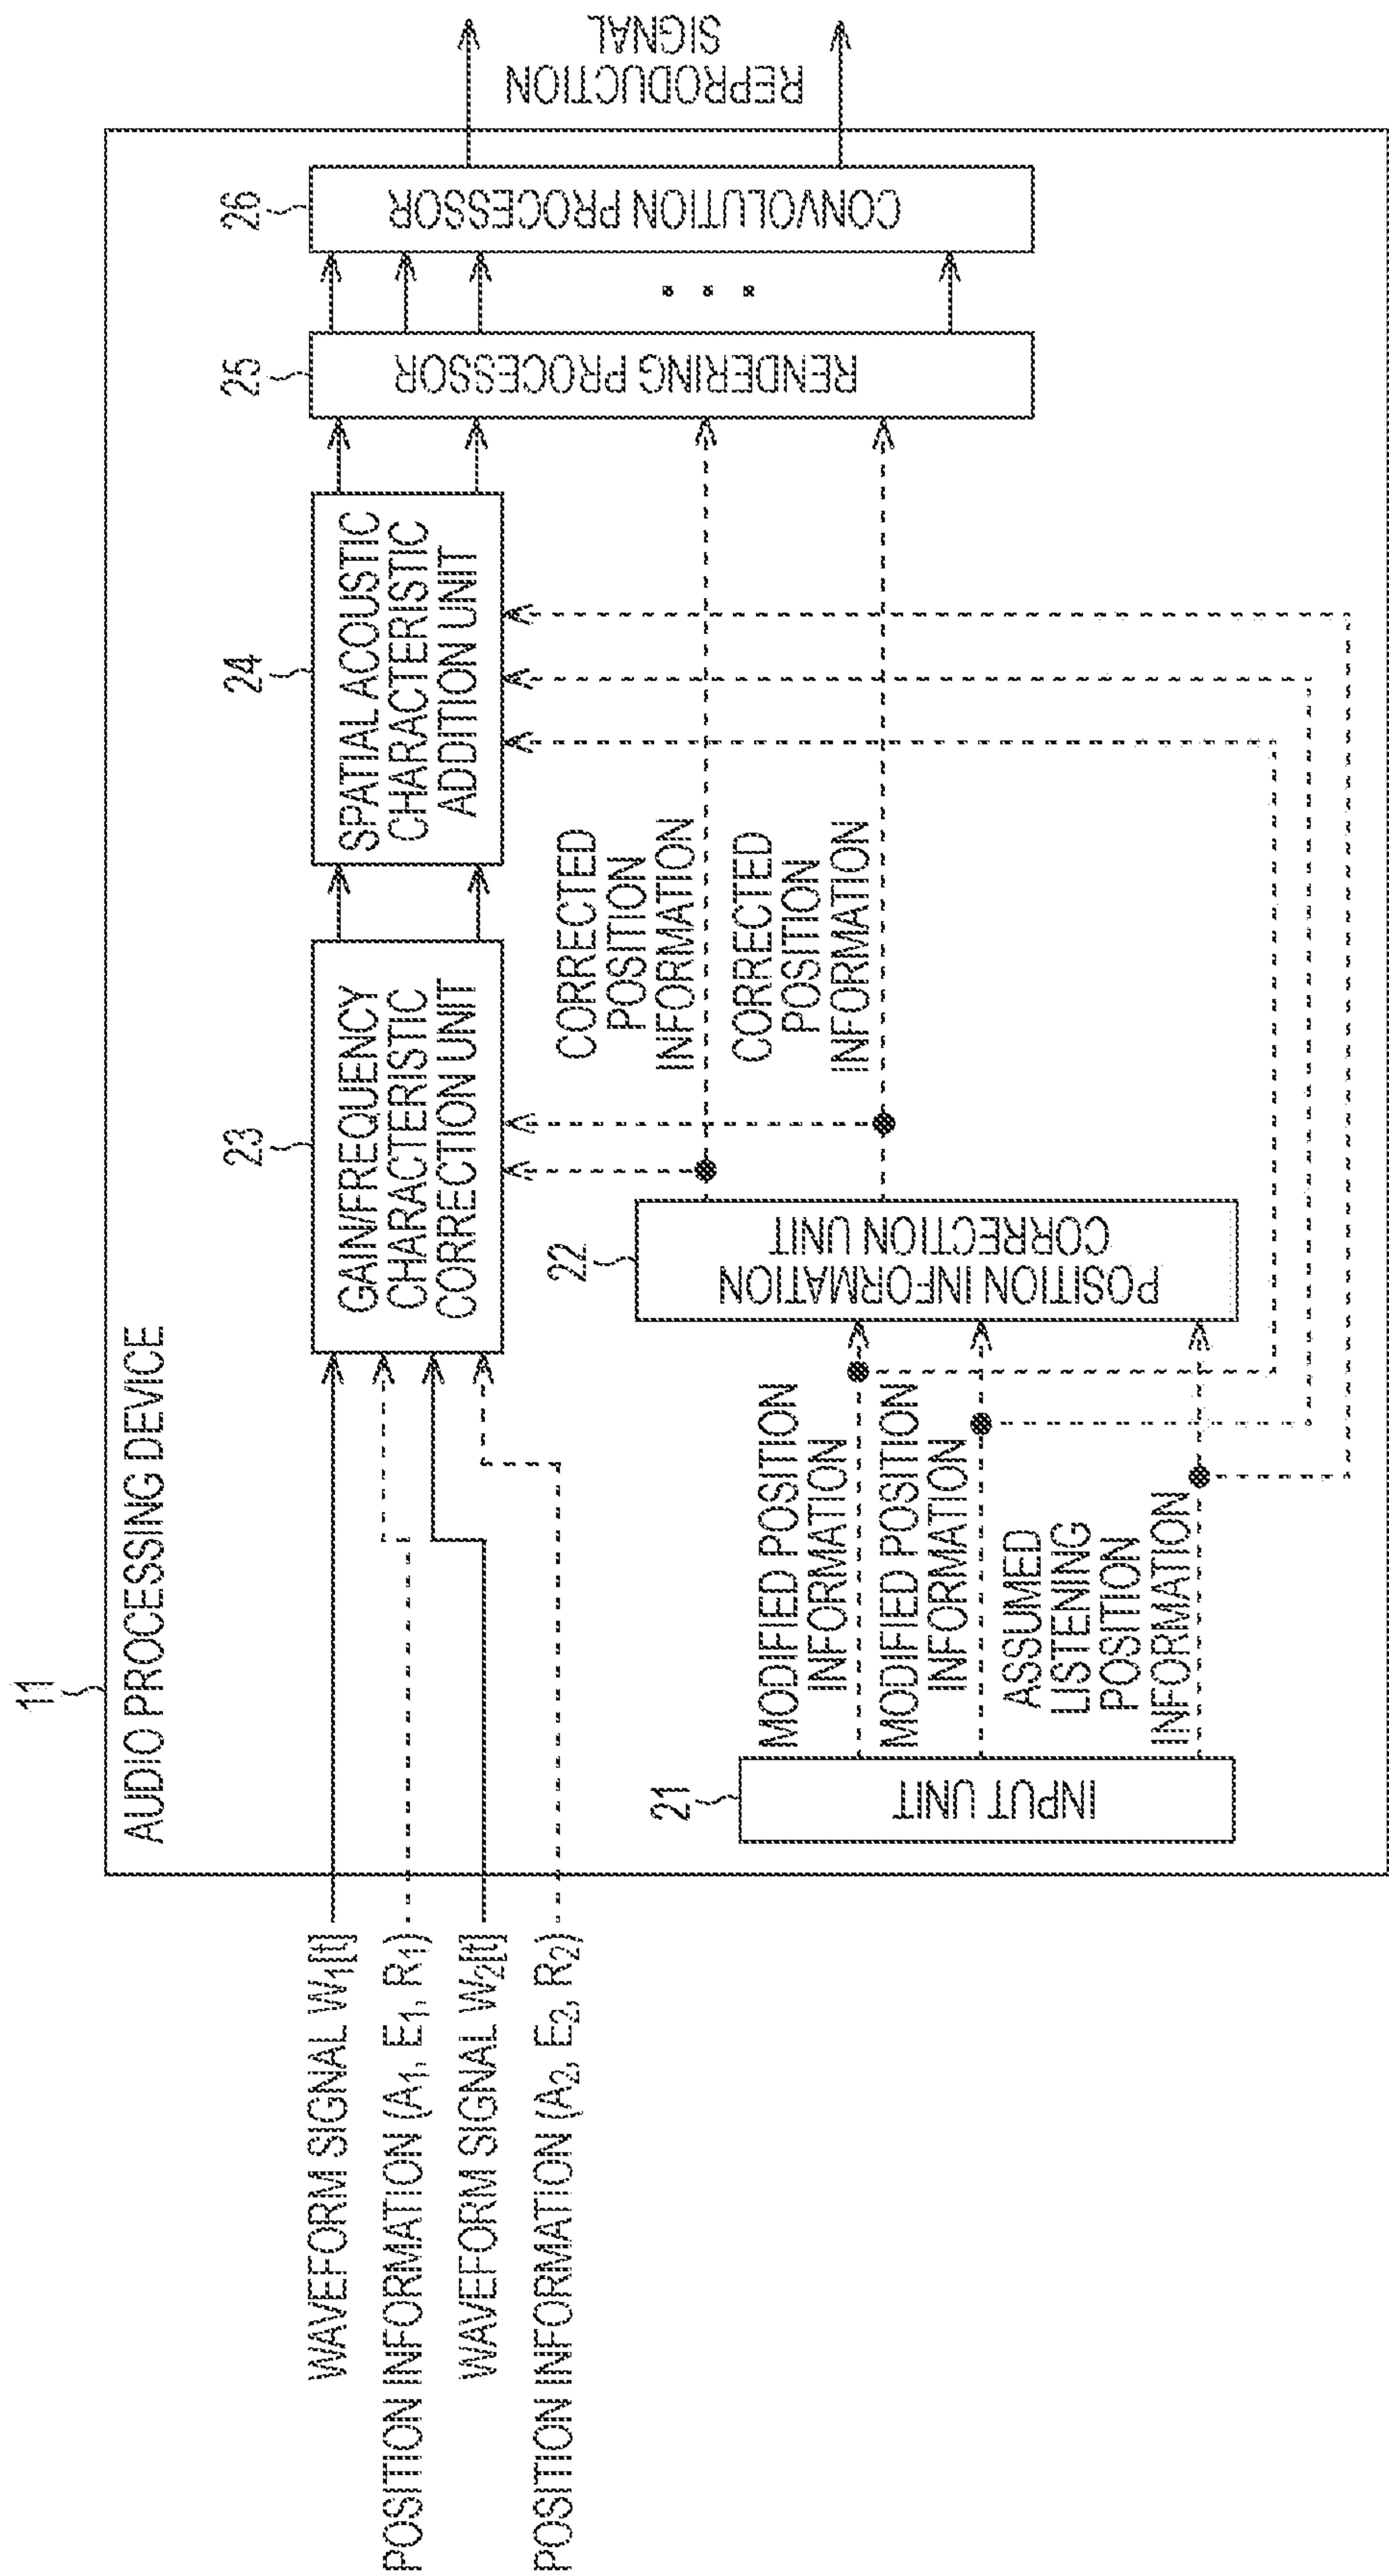 11
AUDIO PROCESSING DEVICE
WAVEFORM SIGNAL W₁[t]
POSITION INFORMATION (A₁, E₁, R₁)
WAVEFORM SIGNAL W₂[t]
POSITION INFORMATION (A₂, E₂, R₂)
23
GAIN/FREQUENCY
CHARACTERISTIC
CORRECTION UNIT
24
SPATIAL ACOUSTIC
CHARACTERISTIC
ADDITION UNIT
25
RENDERING PROCESSOR
26
CONVOLUTION PROCESSOR
REPRODUCTION
SIGNAL
21
INPUT UNIT
MODIFIED POSITION
INFORMATION
MODIFIED POSITION
INFORMATION
ASSUMED
LISTENING
POSITION
INFORMATION
22
POSITION INFORMATION
CORRECTION UNIT
CORRECTED
POSITION
INFORMATION
CORRECTED
POSITION
INFORMATION